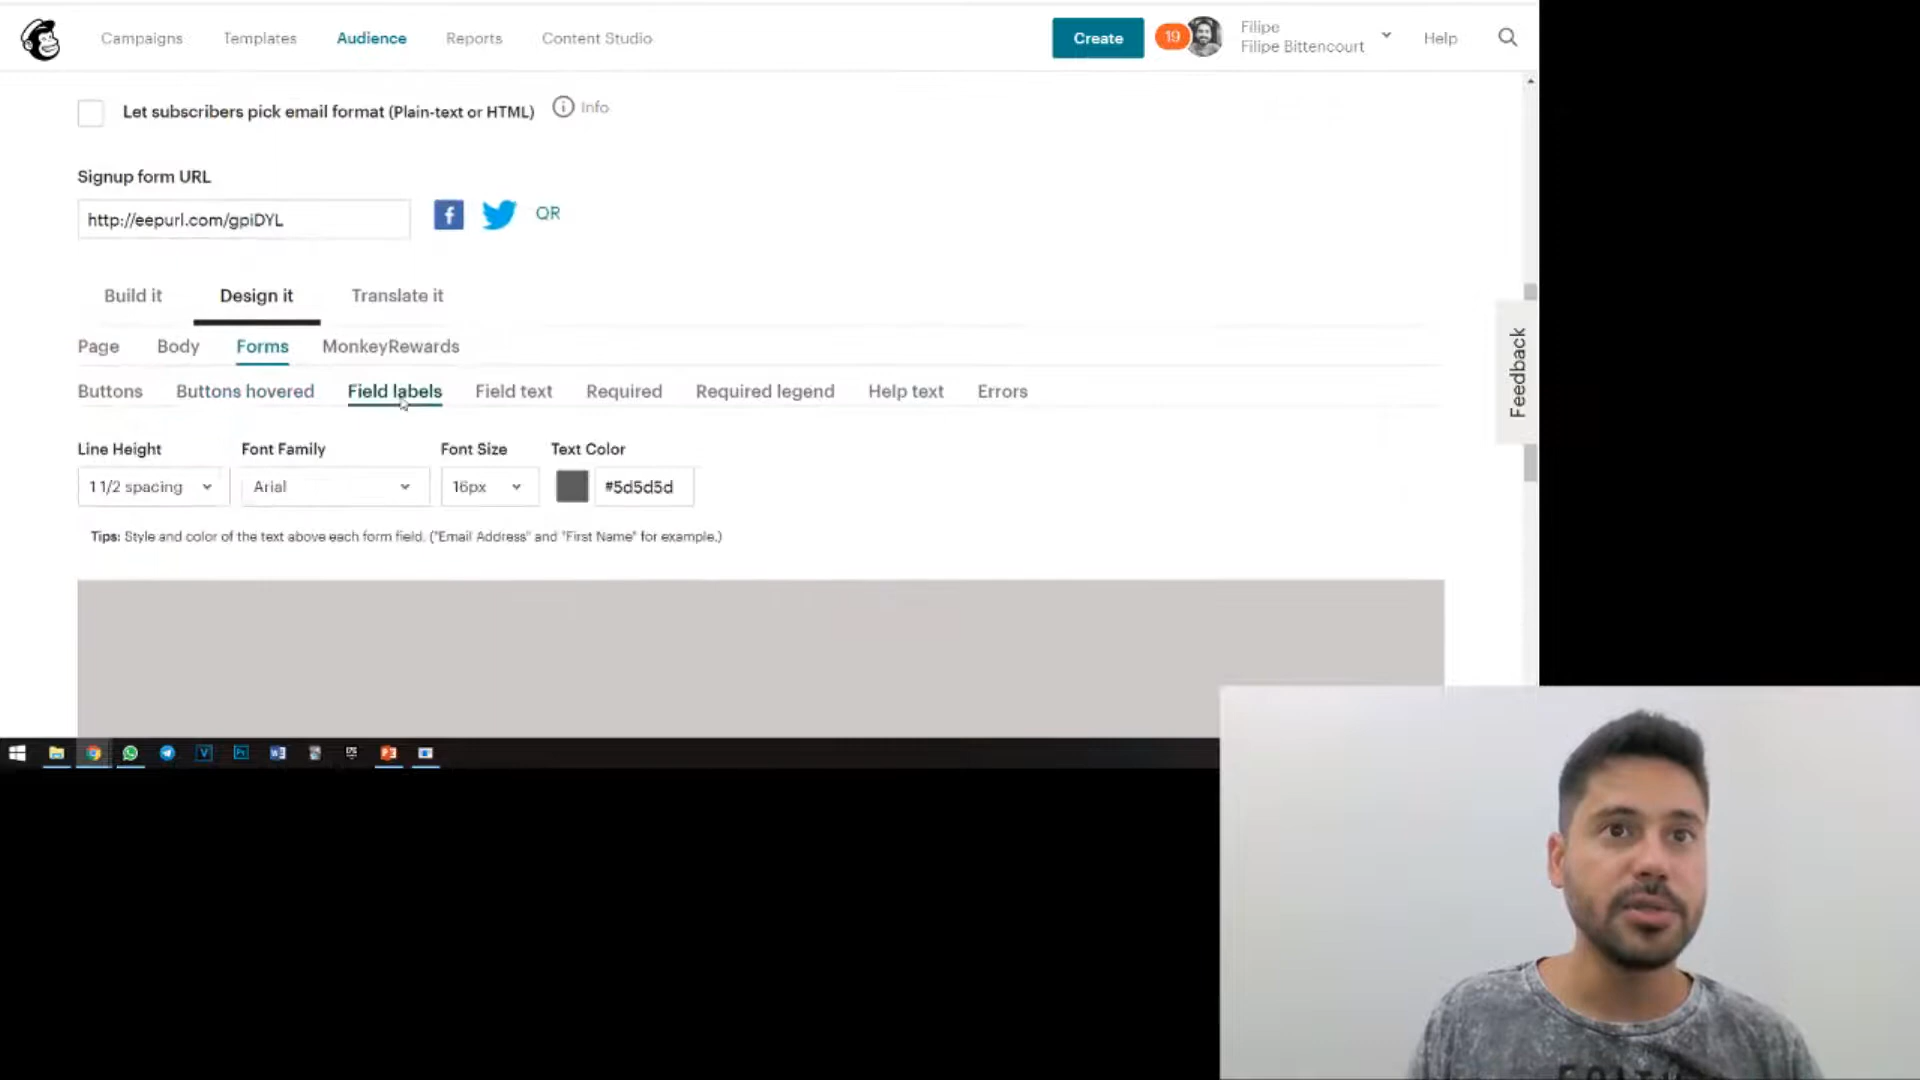 Campaigns Templates Audience Reports Content Studio Create 19 Filipe Help
Filipe Bittencourt
Let subscribers pick email format (Plain-text or HTML) Info
Signup form URL
http://eepurl.com/gpiDYL QR
Build it Design it Translate it
Page Body Forms MonkeyRewards
Buttons Buttons hovered Field labels Field text Required Required legend Help text Errors
Feedback
Line Height Font Family Font Size Text Color
1 1/2 spacing Arial 16px #5d5d5d
Tips: Style and color of the text above each form field. ("Email Address" and "First Name" for example.)